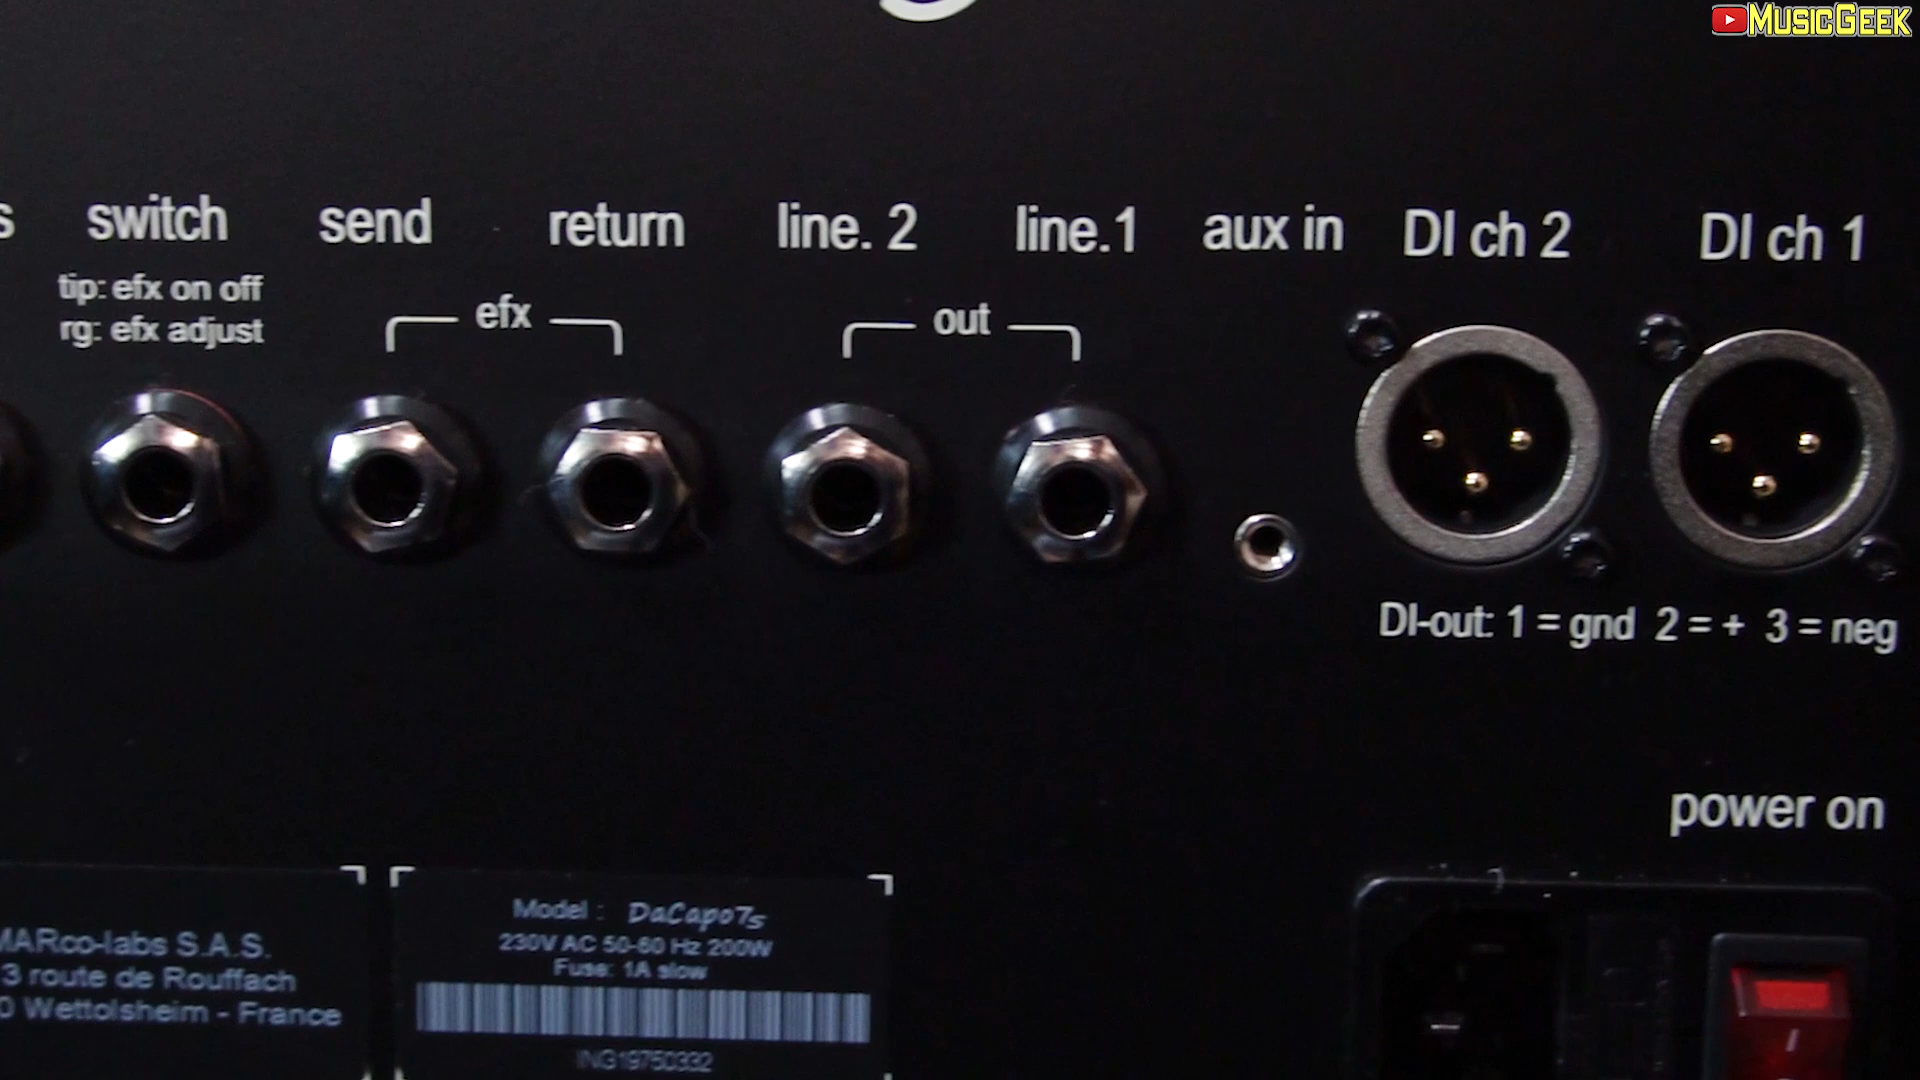 MUSICGEEK
s switch send return line. 2 line.1 aux in DI ch 2 DI ch 1
tip: efx on off
rg: efx adjust
efx out
DI-out: 1 = gnd 2 = + 3 = neg
power on
MARco-labs S.A.S.
3 route de Rouffach
0 Wettolsheim - France
Model : DaCapo7s
230V AC 50-60 Hz 200W
Fuse: 1A slow
ING19750332